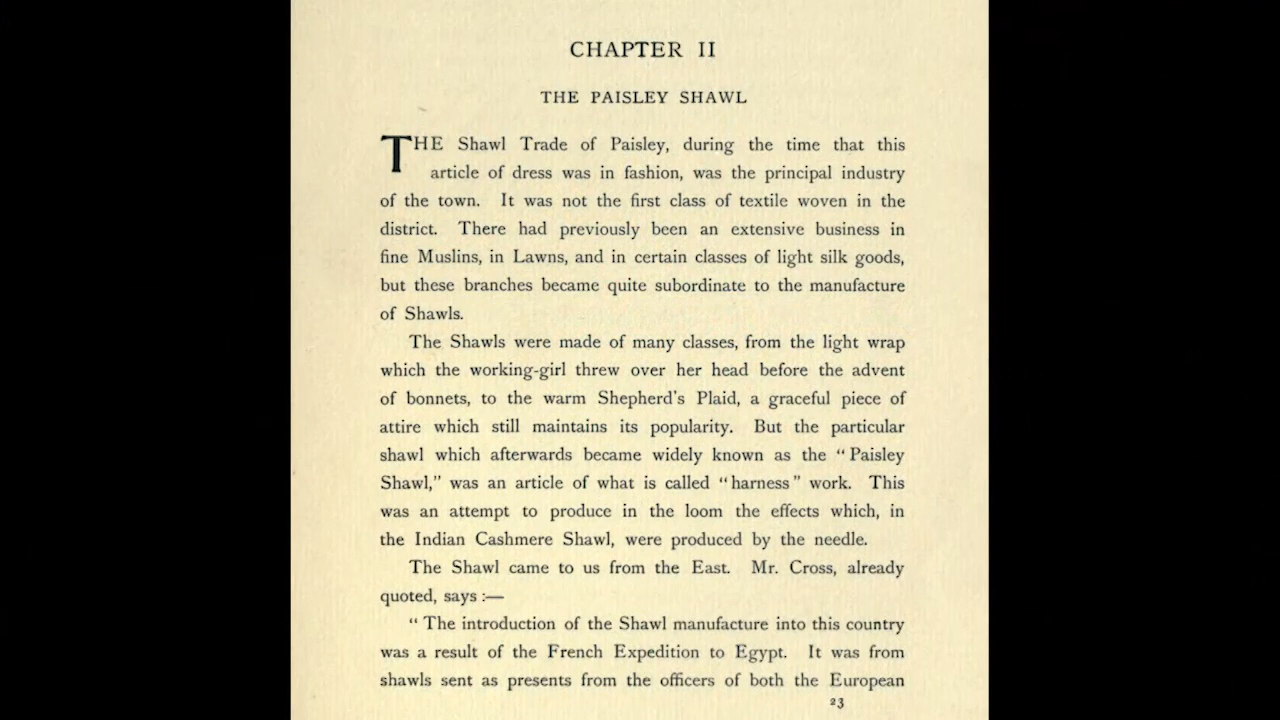 CHAPTER II
THE PAISLEY SHAWL
THE Shawl Trade of Paisley, during the time that this
article of dress was in fashion, was the principal industry
of the town. It was not the first class of textile woven in the
district. There had previously been an extensive business in
fine Muslins, in Lawns, and in certain classes of light silk goods,
but these branches became quite subordinate to the manufacture
of Shawls.
The Shawls were made of many classes, from the light wrap
which the working-girl threw over her head before the advent
of bonnets, to the warm Shepherd's Plaid, a graceful piece of
attire which still maintains its popularity. But the particular
shawl which afterwards became widely known as the "Paisley
Shawl," was an article of what is called "harness" work. This
was an attempt to produce in the loom the effects which, in
the Indian Cashmere Shawl, were produced by the needle.
The Shawl came to us from the East. Mr. Cross, already
quoted, says :—
"The introduction of the Shawl manufacture into this country
was a result of the French Expedition to Egypt. It was from
shawls sent as presents from the officers of both the European
23